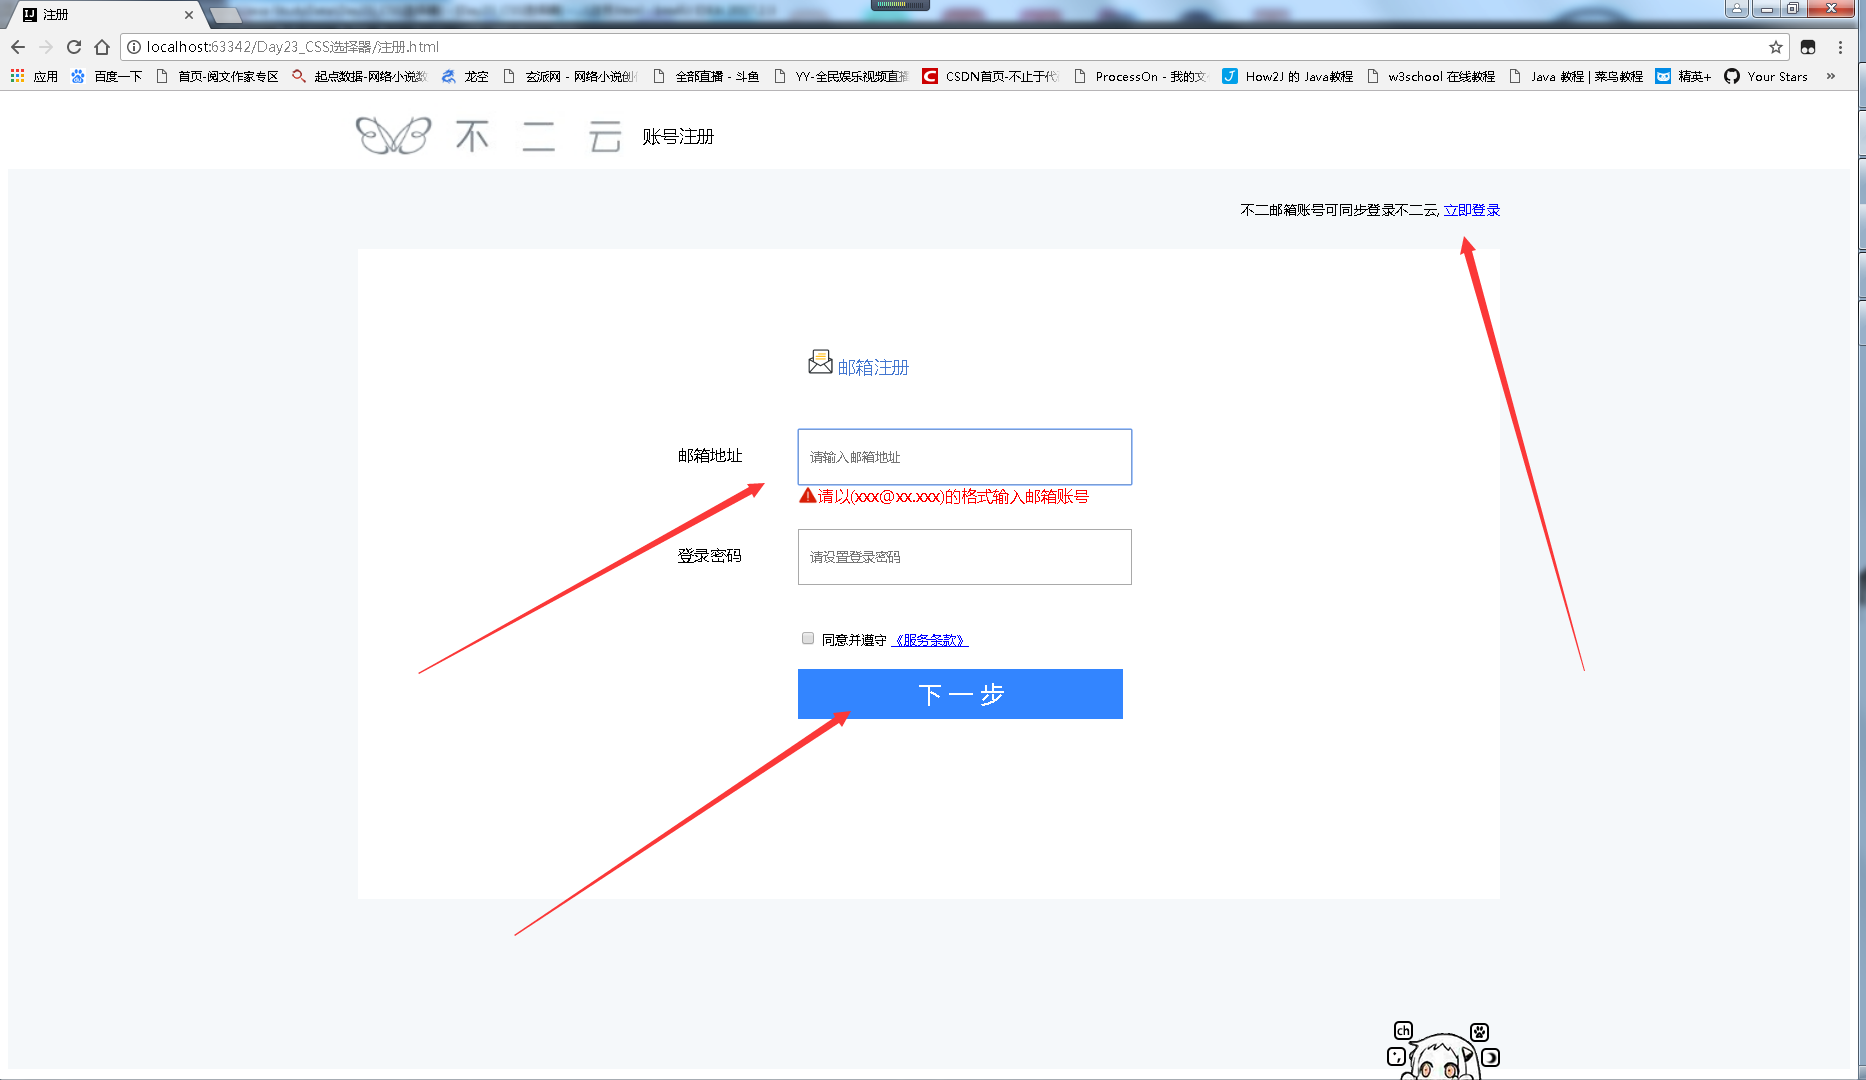 注册
localhost:63342/Day23_CSS选择器/注册.html
应用 百度一下 首页-阅文作家专区 起点数据-网络小说数 龙空 玄派网 - 网络小说创 全部直播 - 斗鱼 YY-全民娱乐视频直播 CSDN首页-不止于代 ProcessOn - 我的文 How2J 的 Java教程 w3school 在线教程 Java 教程 | 菜鸟教程 精英+ Your Stars »
不二云 账号注册
不二邮箱账号可同步登录不二云, 立即登录
邮箱注册
邮箱地址 请输入邮箱地址
请以(xxx@xx.xxx)的格式输入邮箱账号
登录密码 请设置登录密码
同意并遵守 《服务条款》
下一步
ch